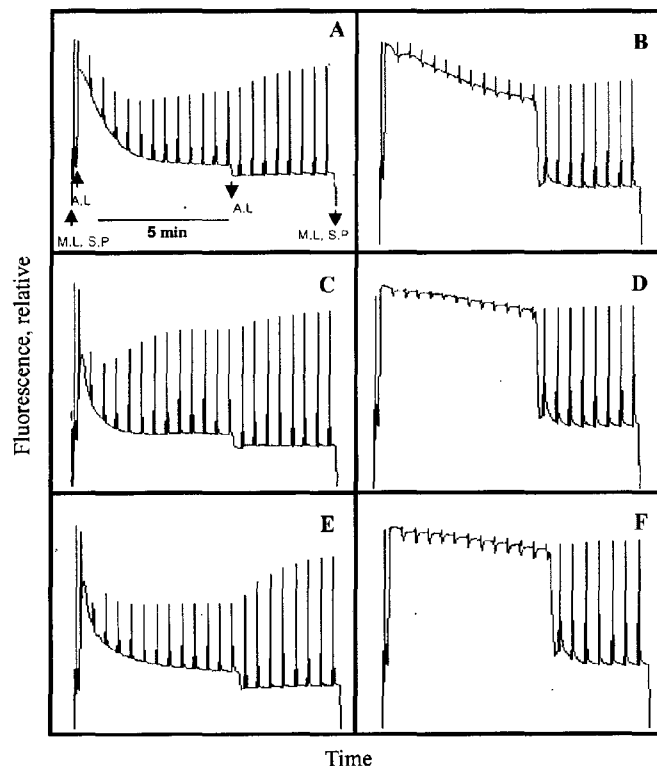 A
B
A.L
A.L
5 min
M.L. S.P
M.L, S.P
C
D
Fluorescence, relative
E
F
Time